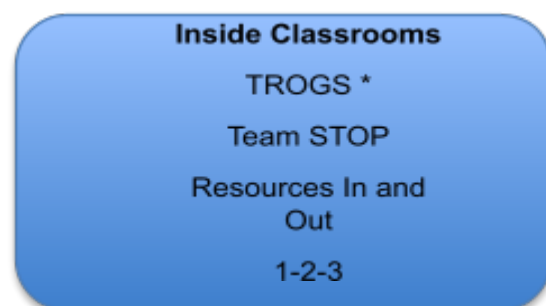 Inside Classrooms
TROGS *
Team STOP
Resources In and
Out
1-2-3